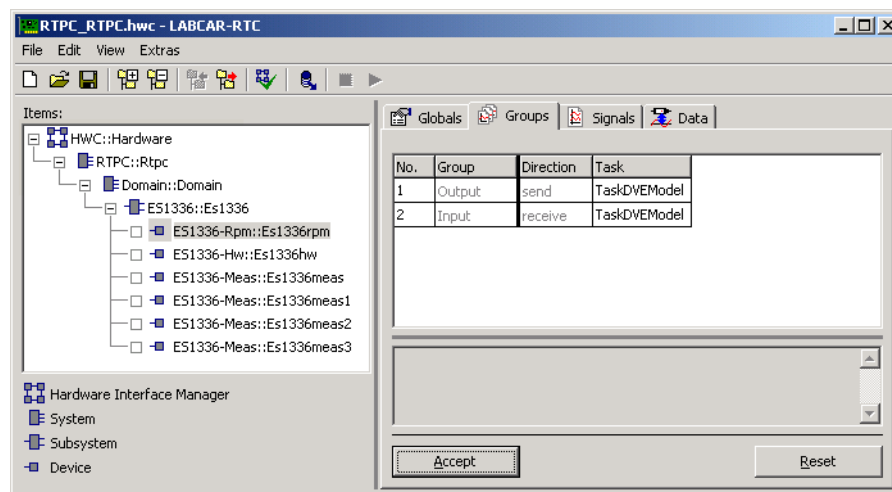 RTPC_RTPC.hwc - LABCAR-RTC
File Edit View Extras
Items:
HWC::Hardware
RTPC::Rtpc
Domain::Domain
ES1336::Es1336
ES1336-Rpm::Es1336rpm
ES1336-Hw::Es1336hw
ES1336-Meas::Es1336meas
ES1336-Meas::Es1336meas1
ES1336-Meas::Es1336meas2
ES1336-Meas::Es1336meas3
Hardware Interface Manager
System
Subsystem
Device
Globals Groups Signals Data
No. Group Direction Task
1 Output send TaskDVEModel
2 Input receive TaskDVEModel
Accept Reset